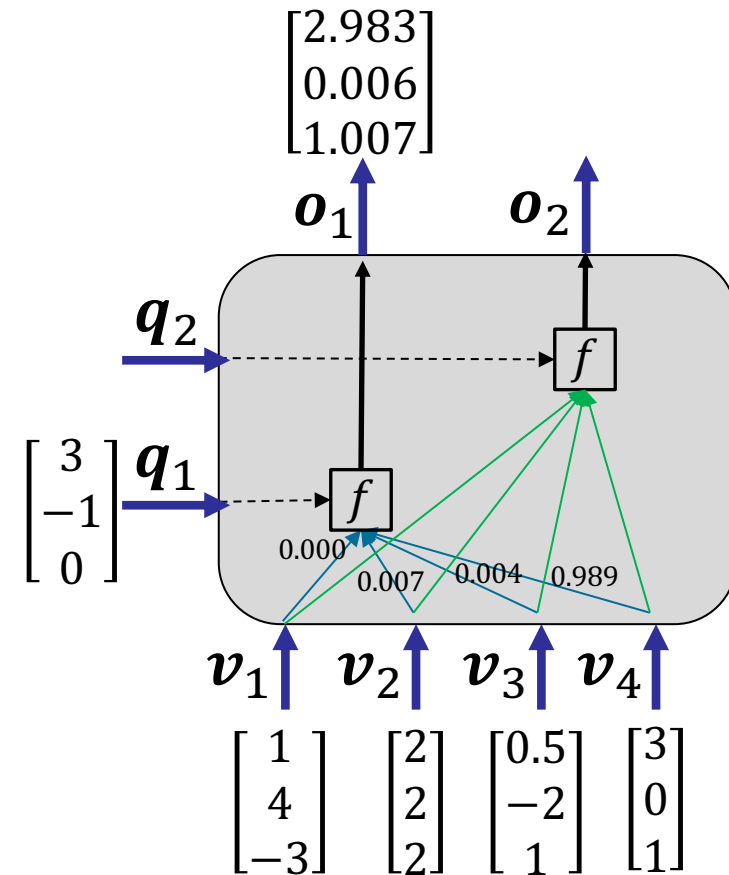 [2.983
0.006
1.007]
o₁ o₂
q₂
f
[3
−1
0]
q₁
f
0.000 0.007 0.004 0.989
v₁ v₂ v₃ v₄
[1
4
−3]
[2
2
2]
[0.5
−2
1]
[3
0
1]